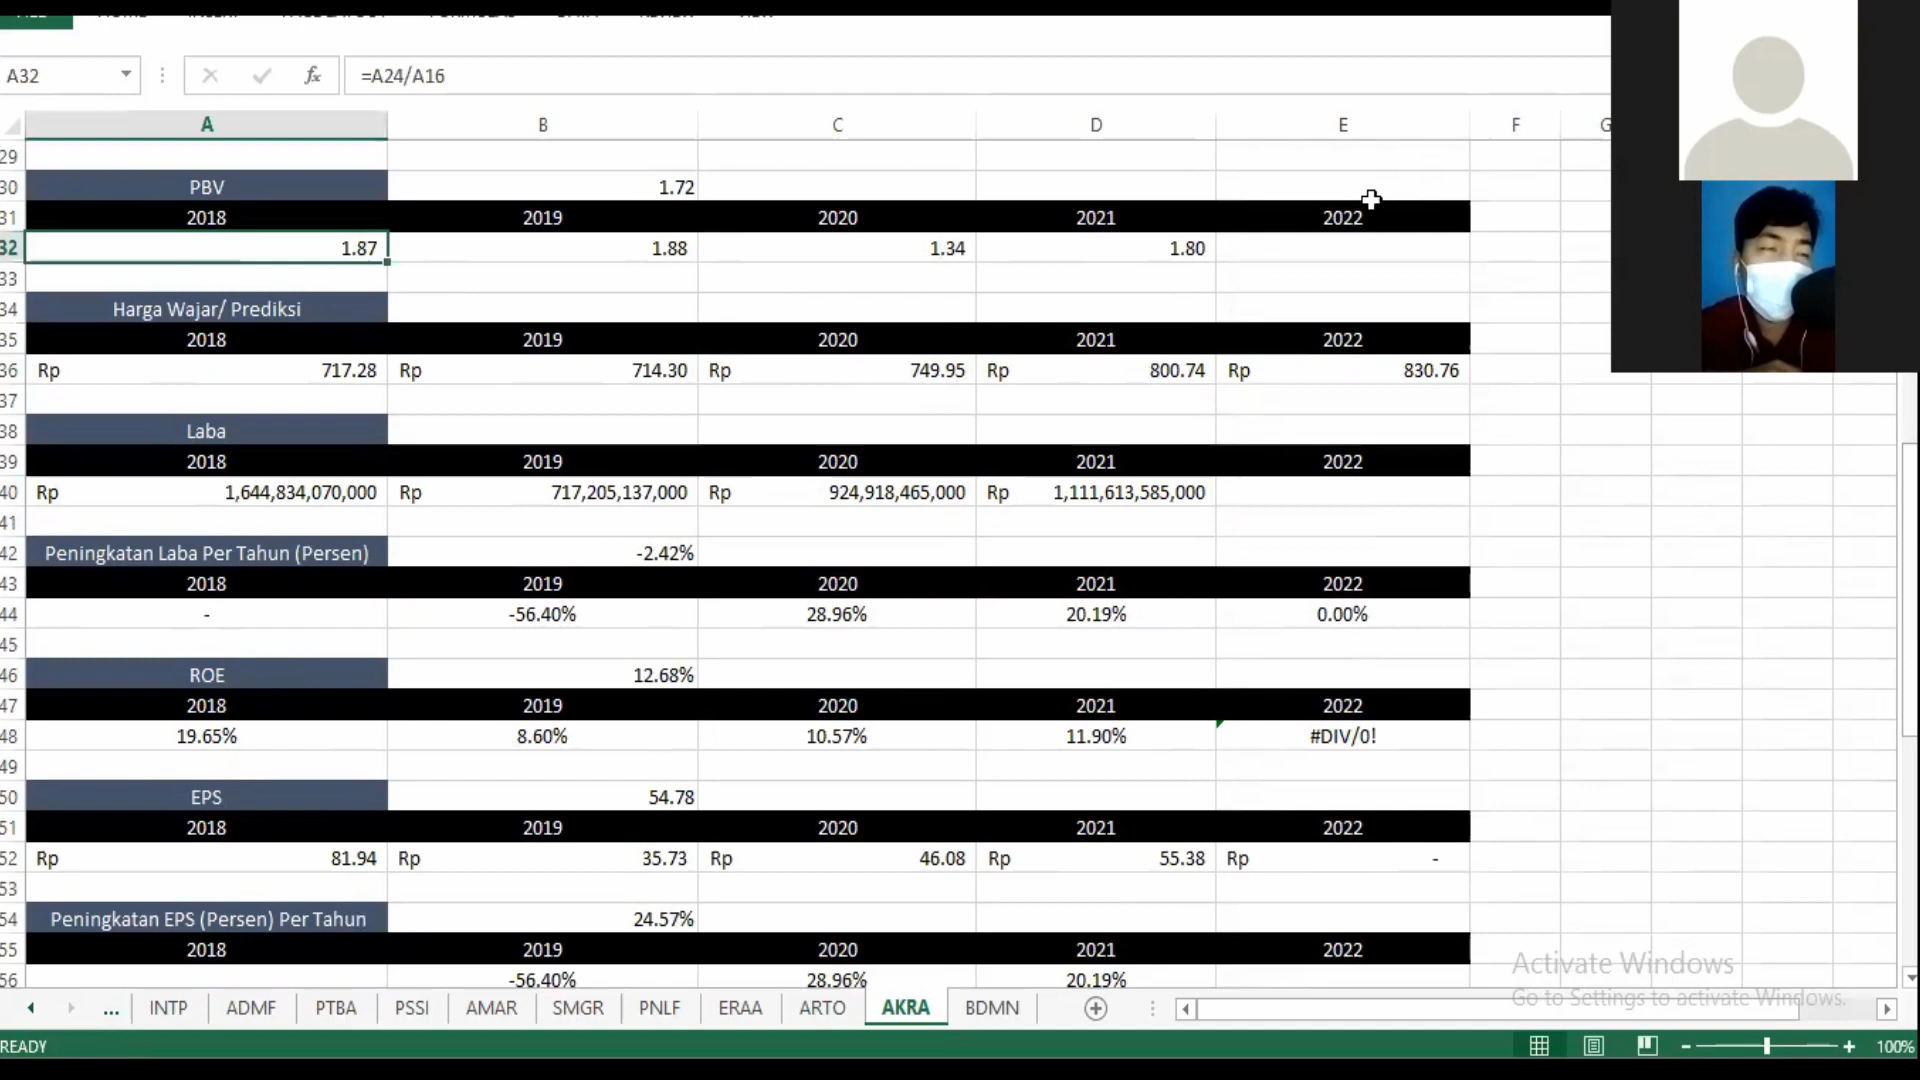 A32 fx =A24/A16
A B C D E F G
29
30 PBV 1.72
31 2018 2019 2020 2021 2022
32 1.87 1.88 1.34 1.80
33
34 Harga Wajar/ Prediksi
35 2018 2019 2020 2021 2022
36 Rp 717.28 Rp 714.30 Rp 749.95 Rp 800.74 Rp 830.76
37
38 Laba
39 2018 2019 2020 2021 2022
40 Rp 1,644,834,070,000 Rp 717,205,137,000 Rp 924,918,465,000 Rp 1,111,613,585,000
41
42 Peningkatan Laba Per Tahun (Persen) -2.42%
43 2018 2019 2020 2021 2022
44 - -56.40% 28.96% 20.19% 0.00%
45
46 ROE 12.68%
47 2018 2019 2020 2021 2022
48 19.65% 8.60% 10.57% 11.90% #DIV/0!
49
50 EPS 54.78
51 2018 2019 2020 2021 2022
52 Rp 81.94 Rp 35.73 Rp 46.08 Rp 55.38 Rp -
53
54 Peningkatan EPS (Persen) Per Tahun 24.57%
55 2018 2019 2020 2021 2022
56 -56.40% 28.96% 20.19%
Activate Windows
Go to Settings to activate Windows.
... INTP ADMF PTBA PSSI AMAR SMGR PNLF ERAA ARTO AKRA BDMN
READY 100%